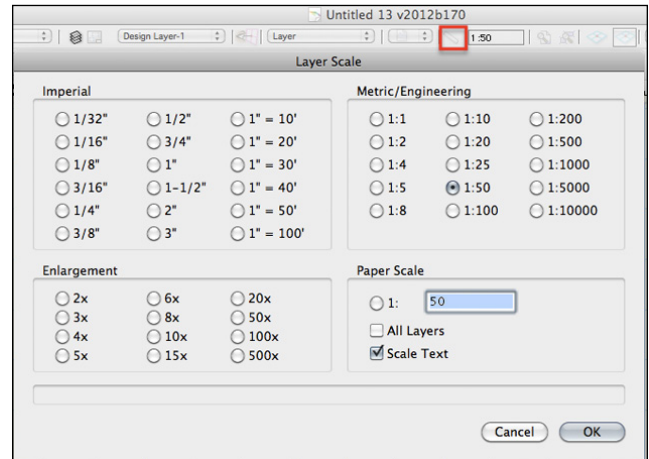 Untitled 13 v2012b170
Design Layer-1 Layer 1:50
Layer Scale
Imperial
1/32" 1/2" 1" = 10'
1/16" 3/4" 1" = 20'
1/8" 1" 1" = 30'
3/16" 1-1/2" 1" = 40'
1/4" 2" 1" = 50'
3/8" 3" 1" = 100'
Metric/Engineering
1:1 1:10 1:200
1:2 1:20 1:500
1:4 1:25 1:1000
1:5 1:50 1:5000
1:8 1:100 1:10000
Enlargement
2x 6x 20x
3x 8x 50x
4x 10x 100x
5x 15x 500x
Paper Scale
1: 50
All Layers
Scale Text
Cancel OK